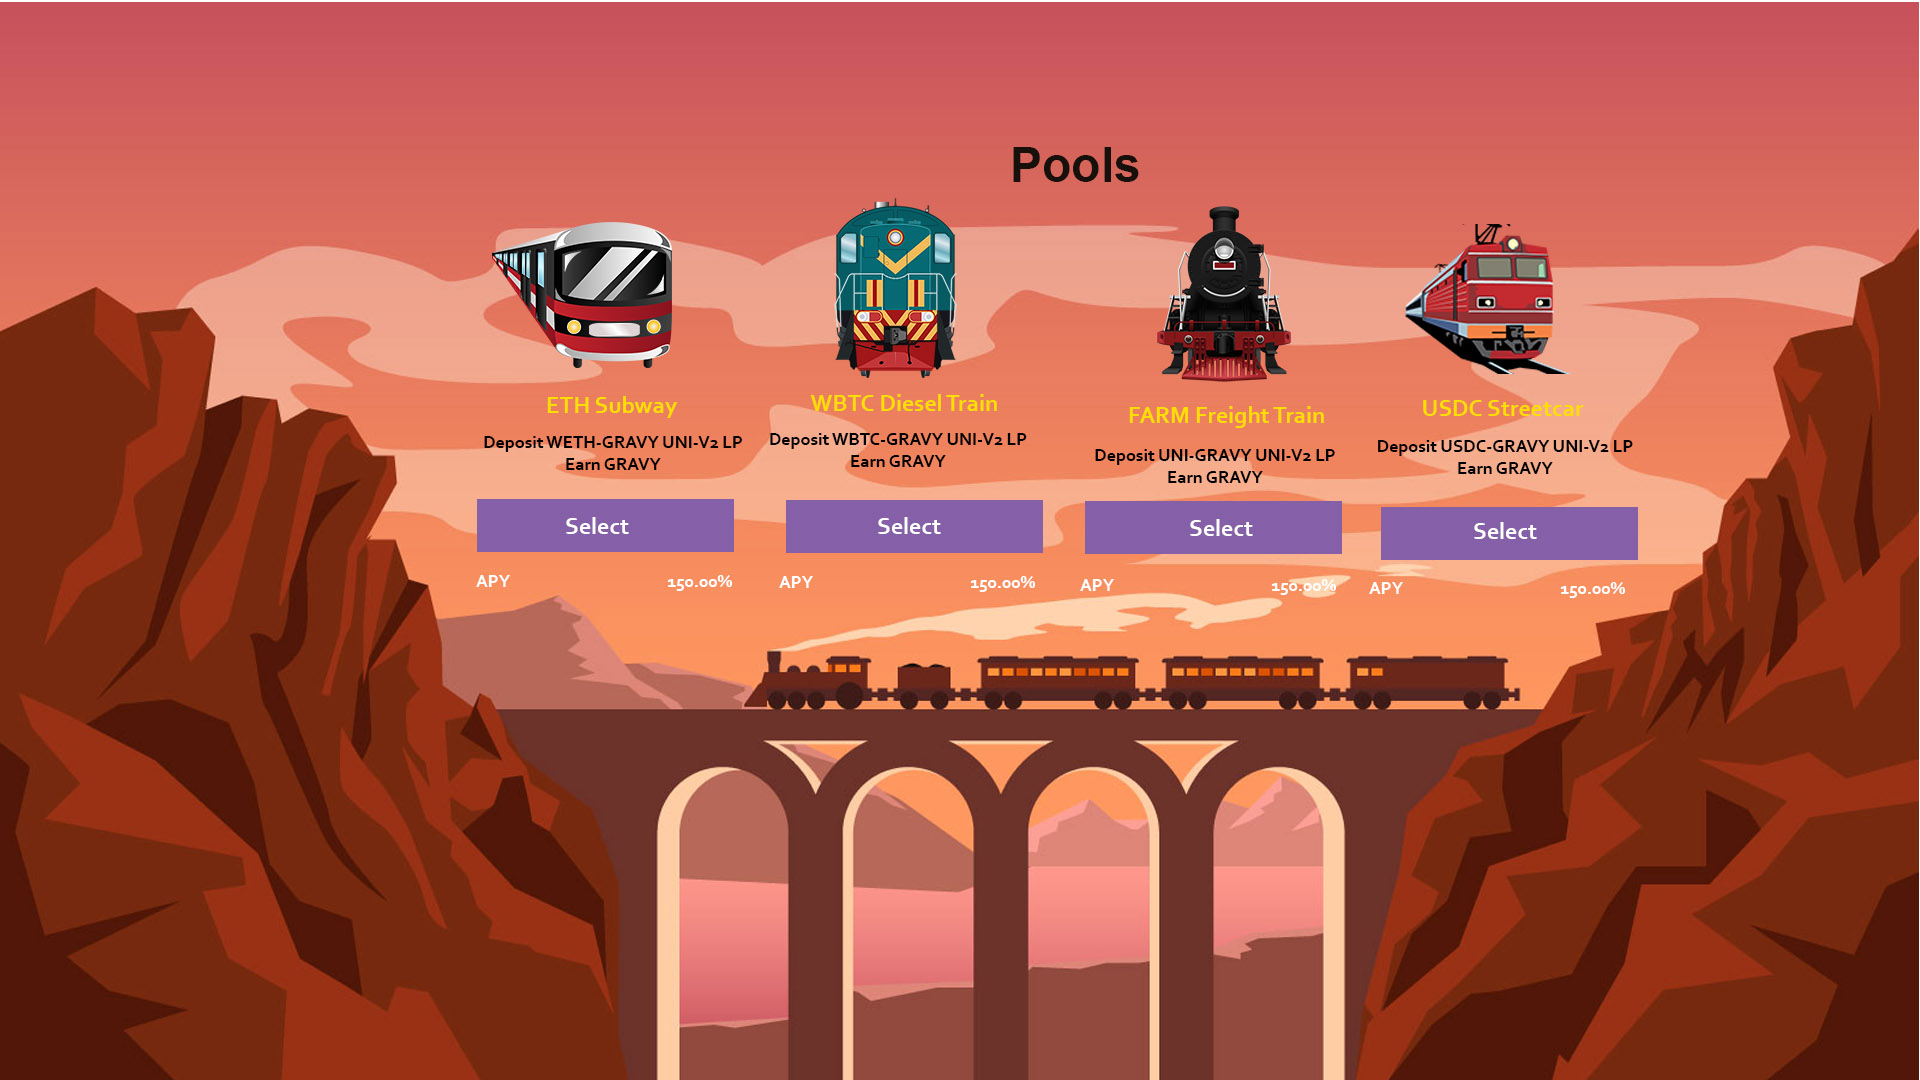 Pools
ETH Subway
Deposit WETH-GRAVY UNI-V2 LP
Earn GRAVY
Select
APY 150.00%
WBTC Diesel Train
Deposit WBTC-GRAVY UNI-V2 LP
Earn GRAVY
Select
APY 150.00%
FARM Freight Train
Deposit UNI-GRAVY UNI-V2 LP
Earn GRAVY
Select
APY 150.00%
USDC Streetcar
Deposit USDC-GRAVY UNI-V2 LP
Earn GRAVY
Select
APY 150.00%